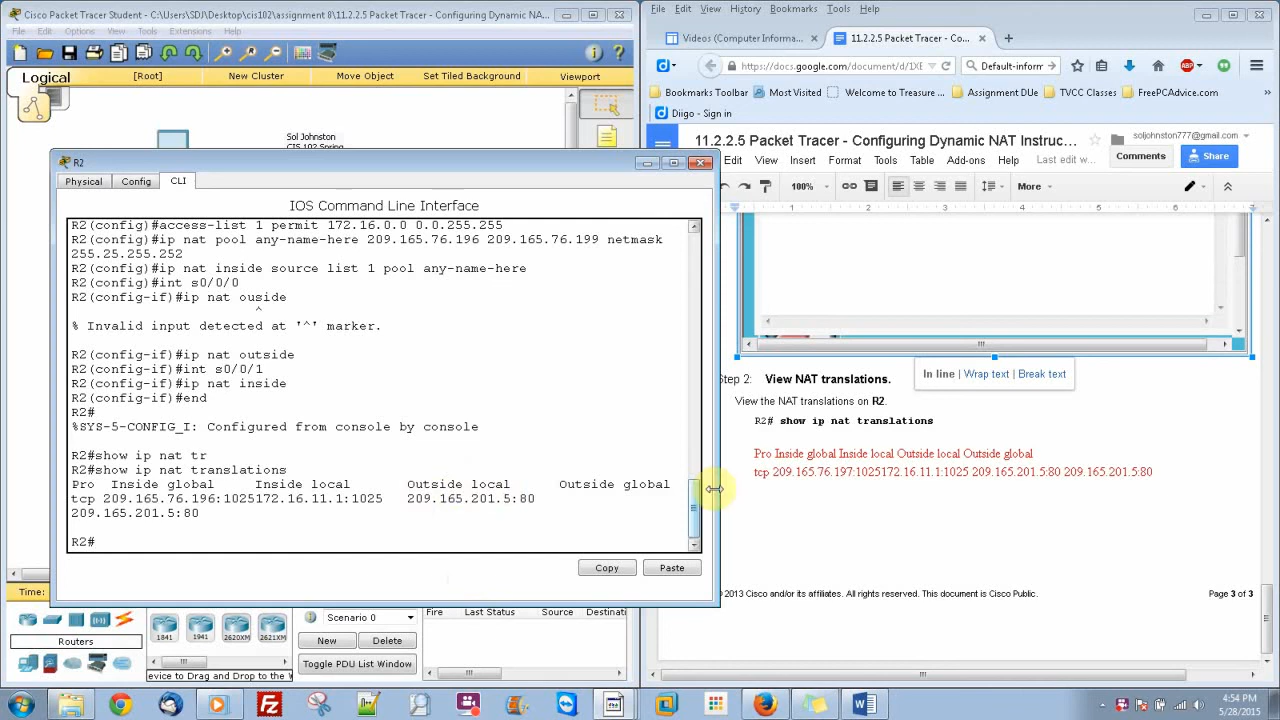 Cisco Packet Tracer Student - C:\Users\SDJ\Desktop\cis102\assignment 8\11.2.2.5 Packet Tracer - Configuring Dynamic NA...
File Edit Options View Tools Extensions Help
Logical [Root] New Cluster Move Object Set Tiled Background Viewport
Sol Johnston
CIS 102 Spring
R2
Physical Config CLI
IOS Command Line Interface
R2(config)#access-list 1 permit 172.16.0.0 0.0.255.255
R2(config)#ip nat pool any-name-here 209.165.76.196 209.165.76.199 netmask
255.25.255.252
R2(config)#ip nat inside source list 1 pool any-name-here
R2(config)#int s0/0/0
R2(config-if)#ip nat ouside
^
% Invalid input detected at '^' marker.
R2(config-if)#ip nat outside
R2(config-if)#int s0/0/1
R2(config-if)#ip nat inside
R2(config-if)#end
R2#
%SYS-5-CONFIG_I: Configured from console by console
R2#show ip nat tr
R2#show ip nat translations
Pro Inside global Inside local Outside local Outside global
tcp 209.165.76.196:1025172.16.11.1:1025 209.165.201.5:80
209.165.201.5:80
R2#
Copy Paste
Time:
Routers
1841 1941 2620XM 2621XM
Scenario 0
New Delete
Toggle PDU List Window
Fire Last Status Source Destinati
File Edit View History Bookmarks Tools Help
Videos (Computer Informa... 11.2.2.5 Packet Tracer - Co...
https://docs.google.com/document/d/1XE Default-inform
Bookmarks Toolbar Most Visited Welcome to Treasure ... Assignment DUe TVCC Classes FreePCAdvice.com
Diigo - Sign in
11.2.2.5 Packet Tracer - Configuring Dynamic NAT Instruc...
soljohnston777@gmail.com
Edit View Insert Format Tools Table Add-ons Help Last edit w...
Comments Share
100% More
1 2 3 4 5 6 7
In line | Wrap text | Break text
Step 2: View NAT translations.
View the NAT translations on R2.
R2# show ip nat translations
Pro Inside global Inside local Outside local Outside global
tcp 209.165.76.197:1025172.16.11.1:1025 209.165.201.5:80 209.165.201.5:80
2013 Cisco and/or its affiliates. All rights reserved. This document is Cisco Public. Page 3 of 3
4:54 PM
5/28/2015